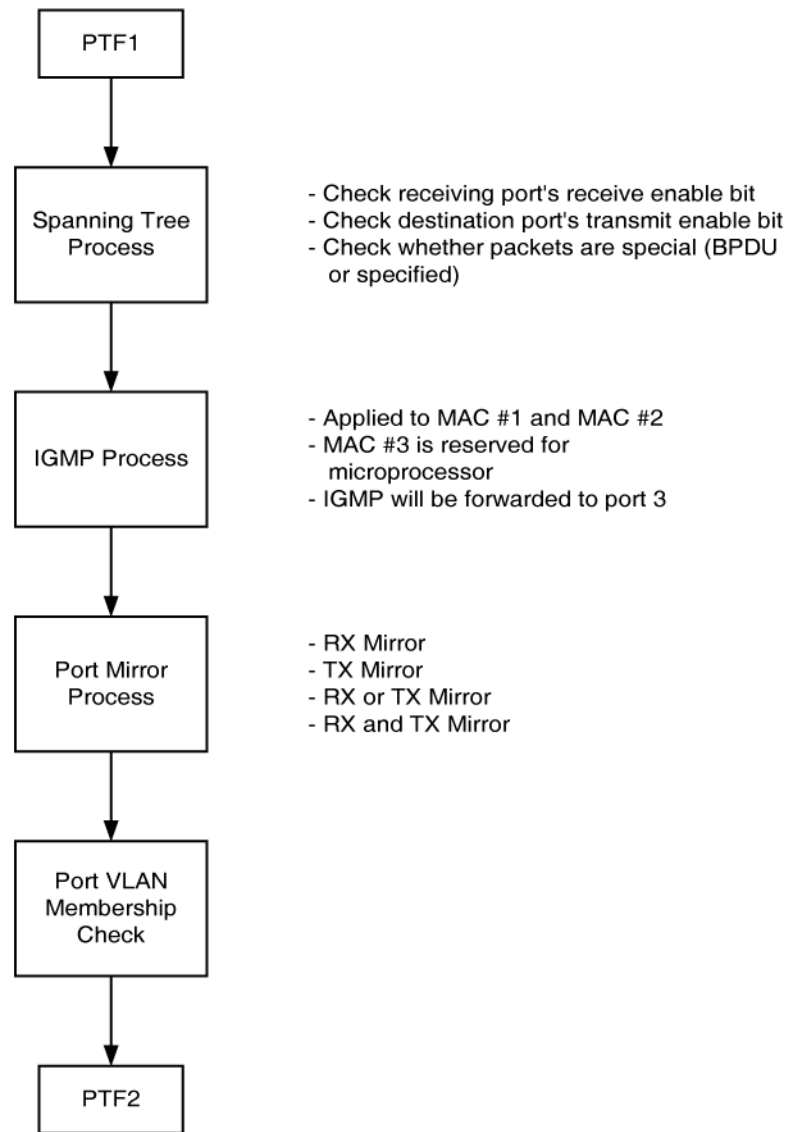 PTF1
Spanning Tree
Process
- Check receiving port's receive enable bit
- Check destination port's transmit enable bit
- Check whether packets are special (BPDU
or specified)
IGMP Process
- Applied to MAC #1 and MAC #2
- MAC #3 is reserved for
microprocessor
- IGMP will be forwarded to port 3
Port Mirror
Process
- RX Mirror
- TX Mirror
- RX or TX Mirror
- RX and TX Mirror
Port VLAN
Membership
Check
PTF2